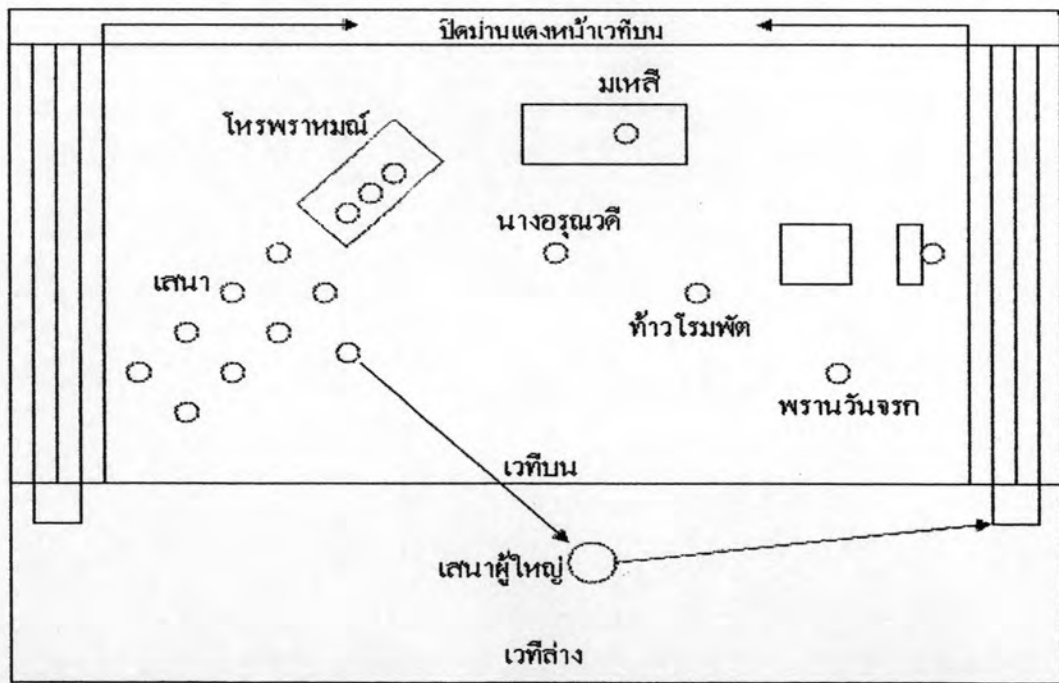 ปิดม่านแดงหน้าเวทีบน
มเหสี
โหรพราหมณ์
นางอรุณวดี
เสนา
ท้าวโรมพัต
พรานวันจรก
เวทีบน
เสนาผู้ใหญ่
เวทีล่าง